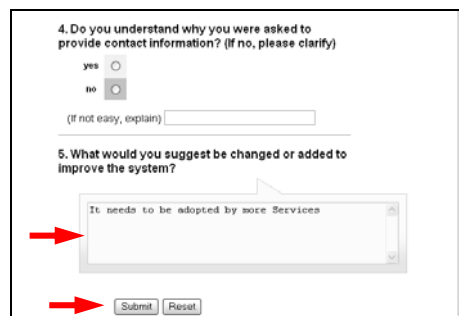 4. Do you understand why you were asked to
provide contact information? (If no, please clarify)
yes
no
(If not easy, explain)
5. What would you suggest be changed or added to
improve the system?
It needs to be adopted by more Services
Submit Reset